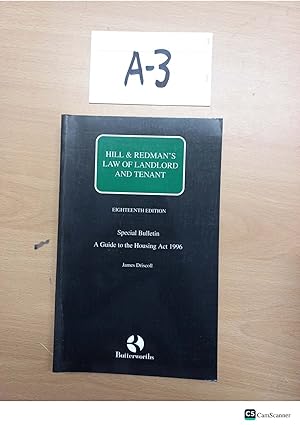 A-3
HILL & REDMAN'S
LAW OF LANDLORD
AND TENANT
EIGHTEENTH EDITION
Special Bulletin
A Guide to the Housing Act 1996
James Driscoll
Butterworths
CS CamScanner